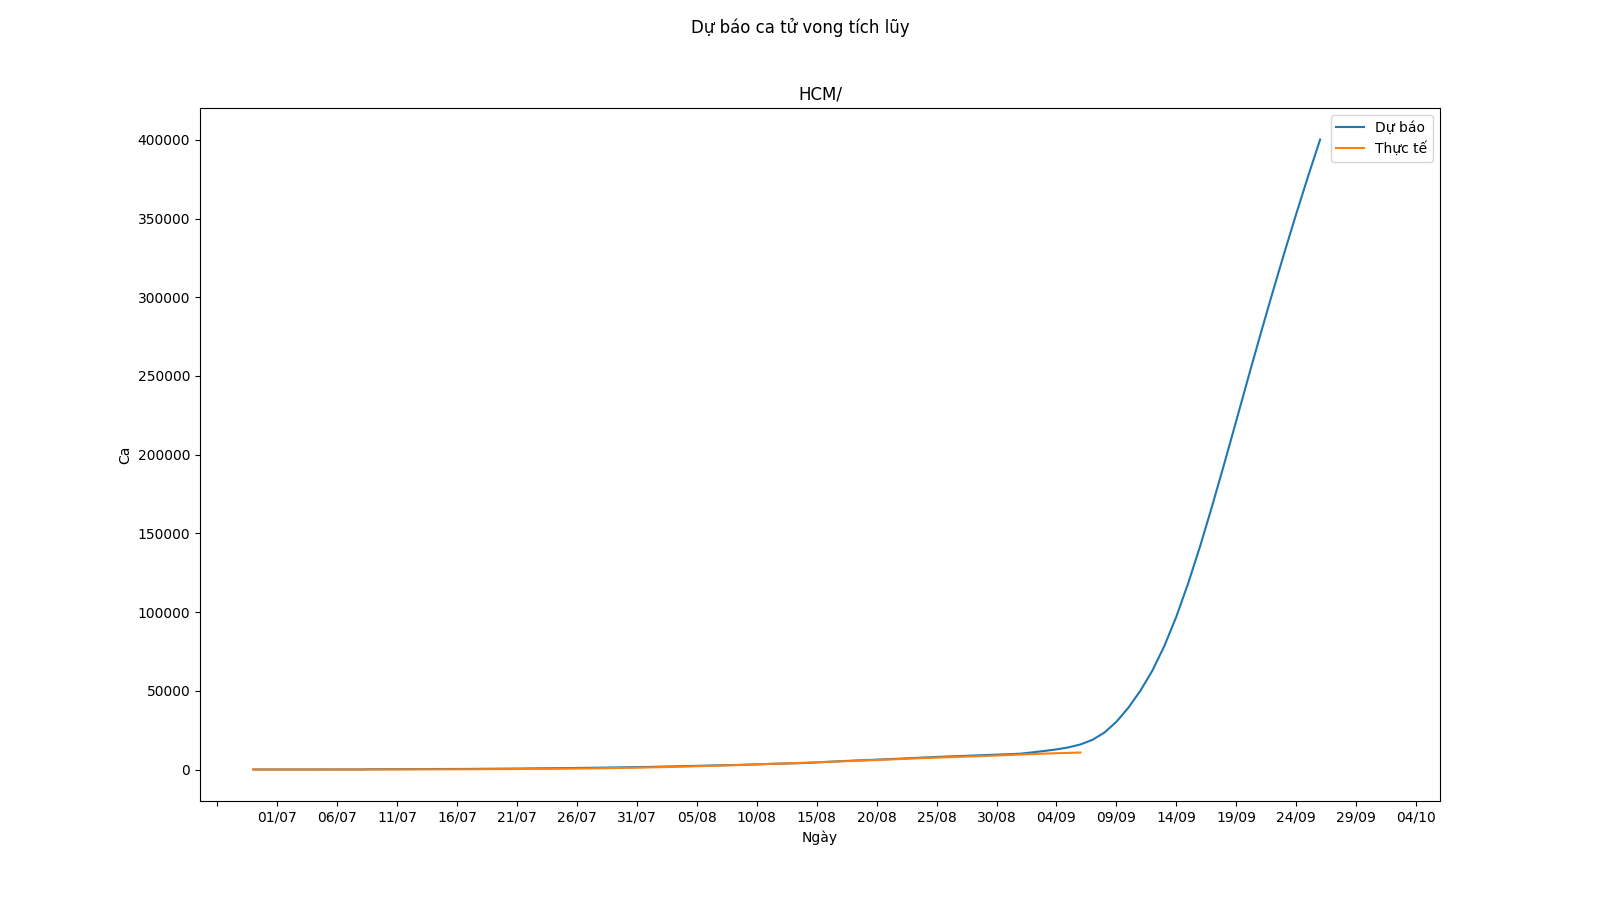 Dự báo ca tử vong tích lũy
HCM/
Dự báo
Thực tế
400000
350000
300000
250000
200000
150000
100000
50000
0
Ca
01/07 06/07 11/07 16/07 21/07 26/07 31/07 05/08 10/08 15/08 20/08 25/08 30/08 04/09 09/09 14/09 19/09 24/09 29/09 04/10
Ngày